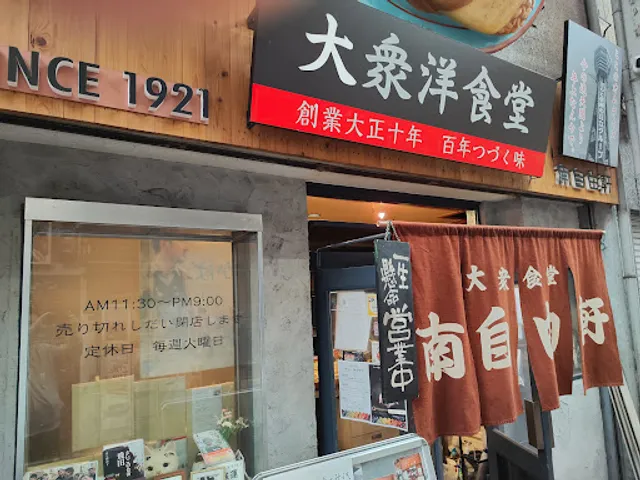 SINCE 1921
大衆洋食堂
創業大正十年 百年つづく味
南自由軒
AM11:30~PM9:00
売り切れしだい閉店します
定休日 毎週火曜日
一生懸命営業中
大衆食堂
南自由軒